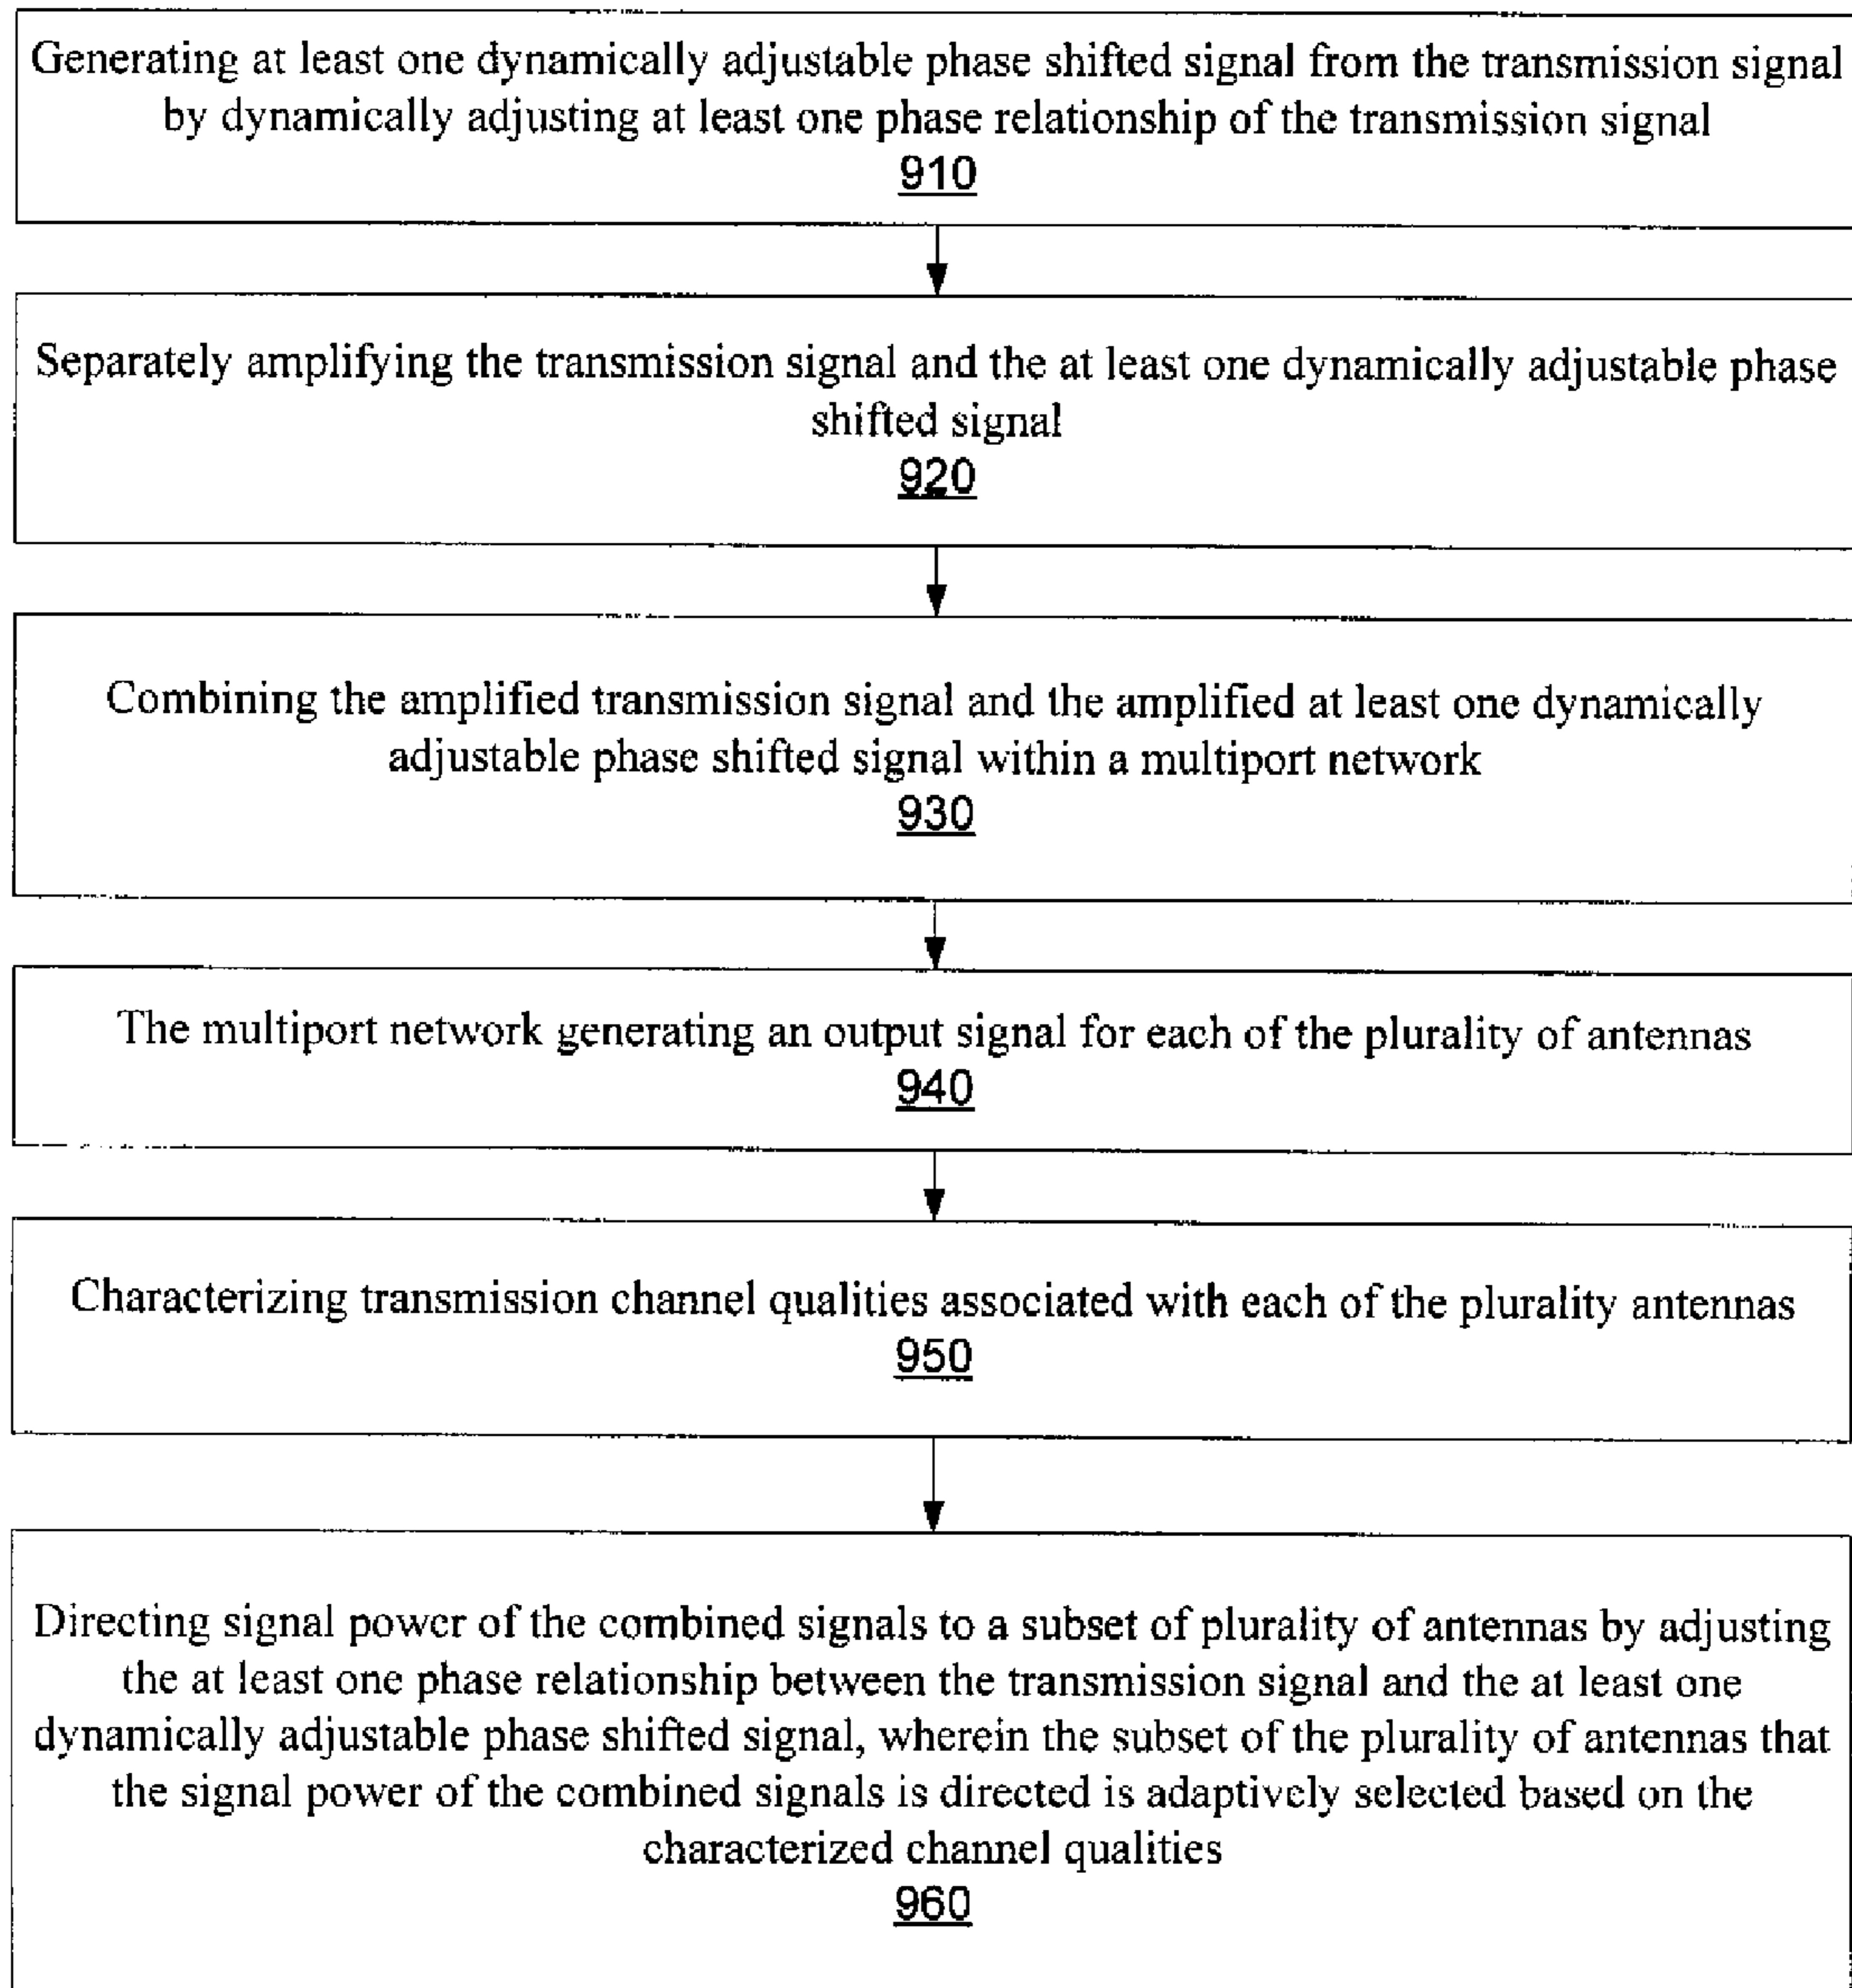 Generating at least one dynamically adjustable phase shifted signal from the transmission signal
by dynamically adjusting at least one phase relationship of the transmission signal
910
Separately amplifying the transmission signal and the at least one dynamically adjustable phase
shifted signal
920
Combining the amplified transmission signal and the amplified at least one dynamically
adjustable phase shifted signal within a multiport network
930
The multiport network generating an output signal for each of the plurality of antennas
940
Characterizing transmission channel qualities associated with each of the plurality antennas
950
Directing signal power of the combined signals to a subset of plurality of antennas by adjusting
the at least one phase relationship between the transmission signal and the at least one
dynamically adjustable phase shifted signal, wherein the subset of the plurality of antennas that
the signal power of the combined signals is directed is adaptively selected based on the
characterized channel qualities
960